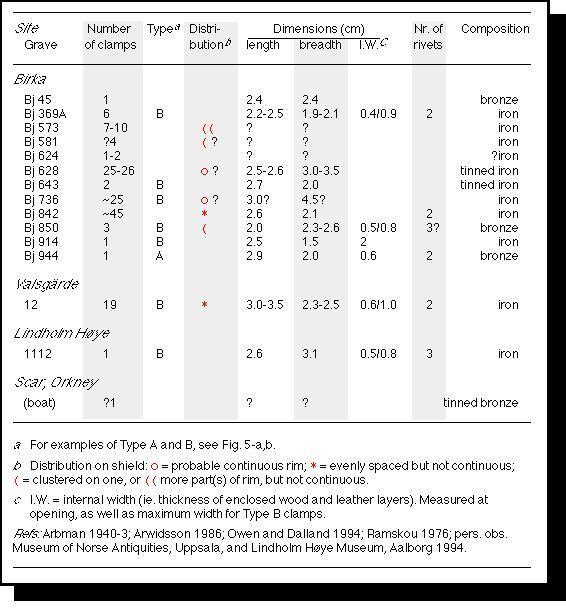 Site Number Type a Distri- Dimensions (cm) Nr. of Composition
Grave of clamps bution b length breadth I.W. c rivets
Birka
Bj 45 1 2.4 2.4 bronze
Bj 369A 6 B 2.2-2.5 1.9-2.1 0.4/0.9 2 iron
Bj 573 7-10 ( ( ? ? iron
Bj 581 ?4 ( ? ? ? iron
Bj 624 1-2 ?iron
Bj 628 25-26 o ? 2.5-2.6 3.0-3.5 tinned iron
Bj 643 2 B 2.7 2.0 tinned iron
Bj 736 ~25 B o ? 3.0? 4.5? iron
Bj 842 ~45 * 2.6 2.1 2 iron
Bj 850 3 B ( 2.0 2.3-2.6 0.5/0.8 3? bronze
Bj 914 1 B 2.5 1.5 2 iron
Bj 944 1 A 2.9 2.0 0.6 2 bronze
Valsgärde
12 19 B * 3.0-3.5 2.3-2.5 0.6/1.0 2 iron
Lindholm Høye
1112 1 B 2.6 3.1 0.5/0.8 3 iron
Scar, Orkney
(boat) ?1 ? ? tinned bronze
a For examples of Type A and B, see Fig. 5-a,b.
b Distribution on shield: o = probable continuous rim; * = evenly spaced but not continuous;
( = clustered on one, or ( ( more part(s) of rim, but not continuous.
c I.W. = internal width (ie. thickness of enclosed wood and leather layers). Measured at
opening, as well as maximum width for Type B clamps.
Refs: Arbman 1940-3; Arwidsson 1986; Owen and Dalland 1994; Ramskou 1976; pers. obs.
Museum of Norse Antiquities, Uppsala, and Lindholm Høye Museum, Aalborg 1994.